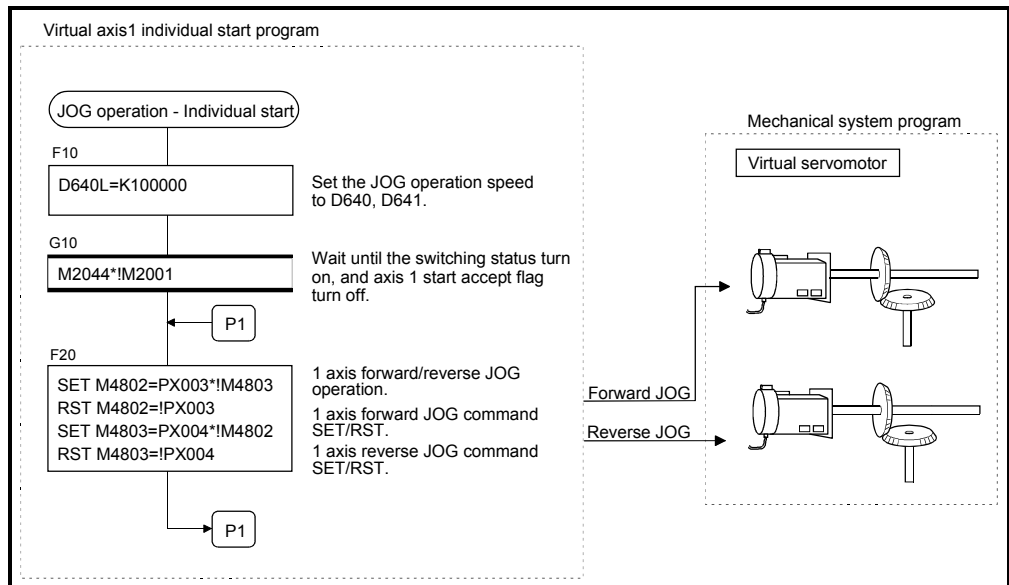 Virtual axis1 individual start program
JOG operation - Individual start
F10
D640L=K100000
Set the JOG operation speed
to D640, D641.
G10
M2044*!M2001
Wait until the switching status turn
on, and axis 1 start accept flag
turn off.
P1
F20
SET M4802=PX003*!M4803
RST M4802=!PX003
SET M4803=PX004*!M4802
RST M4803=!PX004
1 axis forward/reverse JOG
operation.
1 axis forward JOG command
SET/RST.
1 axis reverse JOG command
SET/RST.
P1
Forward JOG
Reverse JOG
Mechanical system program
Virtual servomotor